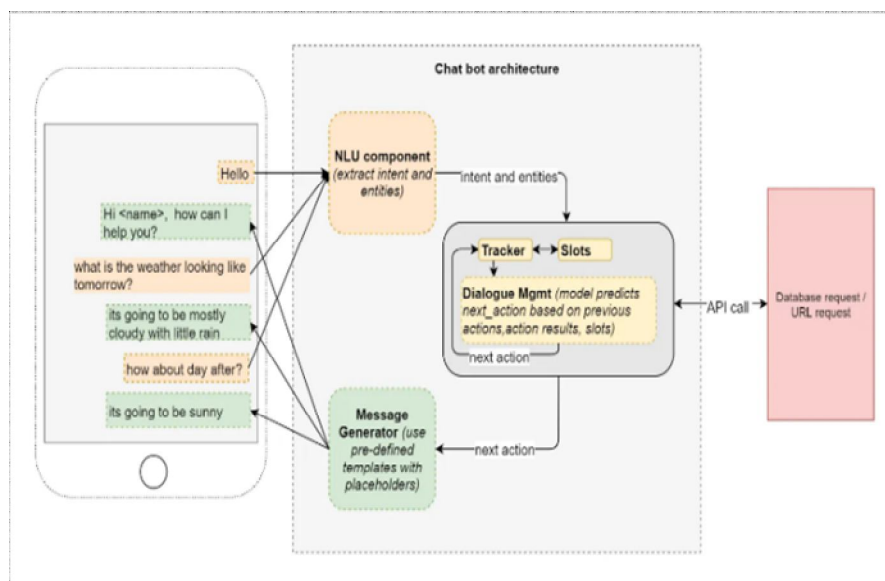 Chat bot architecture
Hello
Hi <name>, how can I
help you?
what is the weather looking like
tomorrow?
its going to be mostly
cloudy with little rain
how about day after?
its going to be sunny
NLU component
(extract intent and
entities)
intent and entities
Tracker
Slots
Dialogue Mgmt (model predicts
next_action based on previous
actions,action results, slots)
next action
API call
Database request /
URL request
Message
Generator (use
pre-defined
templates with
placeholders)
next action